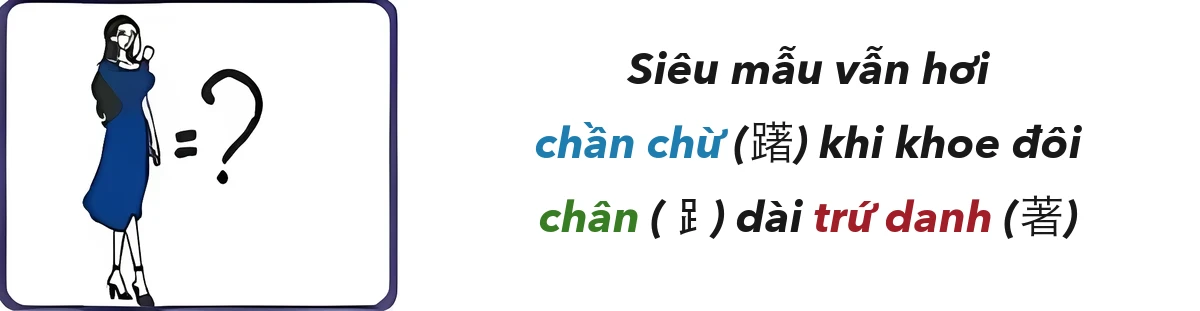 = ?
Siêu mẫu vẫn hơi
chần chừ (躇) khi khoe đôi
chân (⻊) dài trứ danh (著)